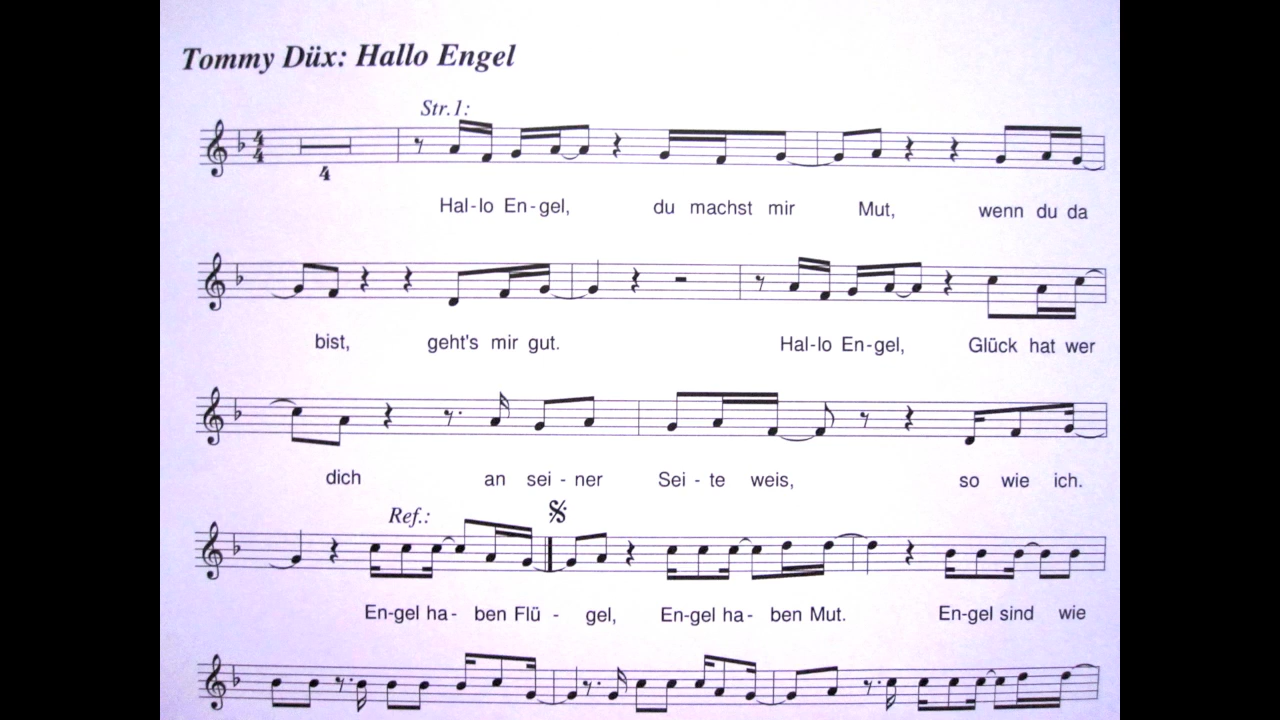 Tommy Düx: Hallo Engel
Str.1:
4
4
4
Hal-lo En-gel, du machst mir Mut, wenn du da
bist, geht's mir gut. Hal-lo En-gel, Glück hat wer
dich an sei - ner Sei - te weis, so wie ich.
Ref.:
En-gel ha- ben Flü - gel, En-gel ha- ben Mut. En-gel sind wie